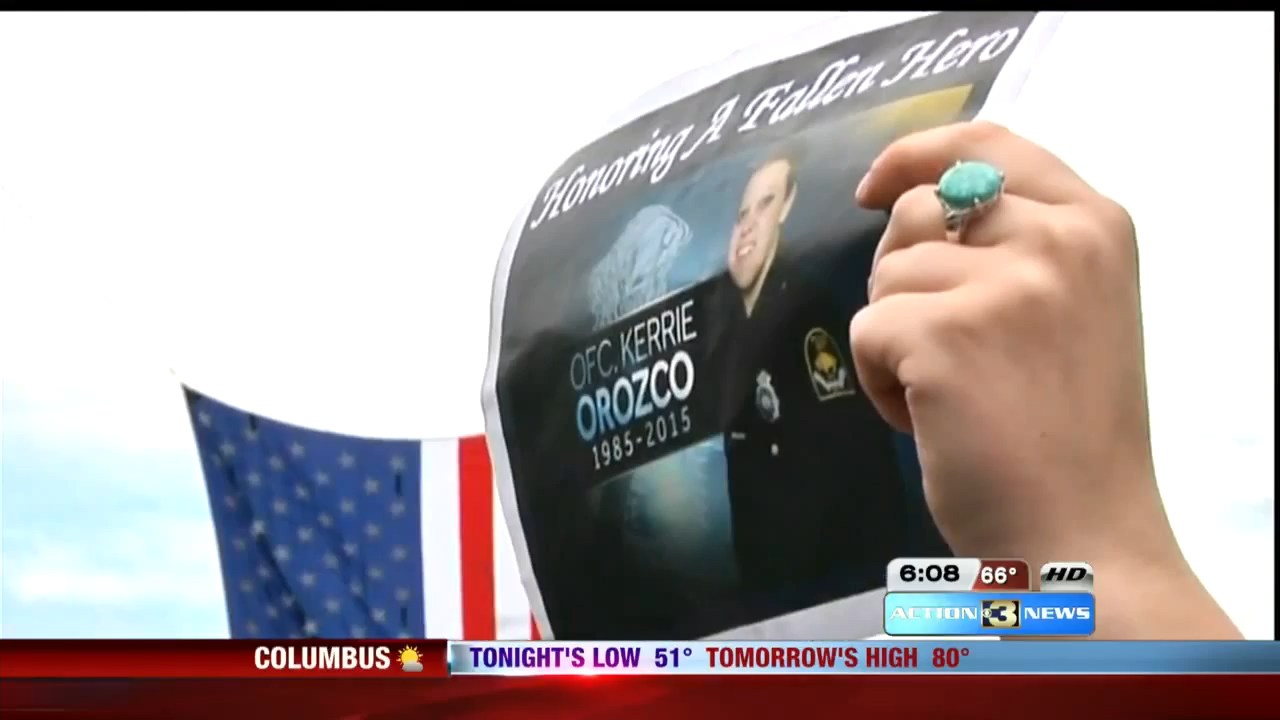 Honoring A Fallen Hero
OFC. KERRIE
OROZCO
1985-2015
6:08 66° HD
ACTION 3 NEWS
COLUMBUS TONIGHT'S LOW 51° TOMORROW'S HIGH 80°